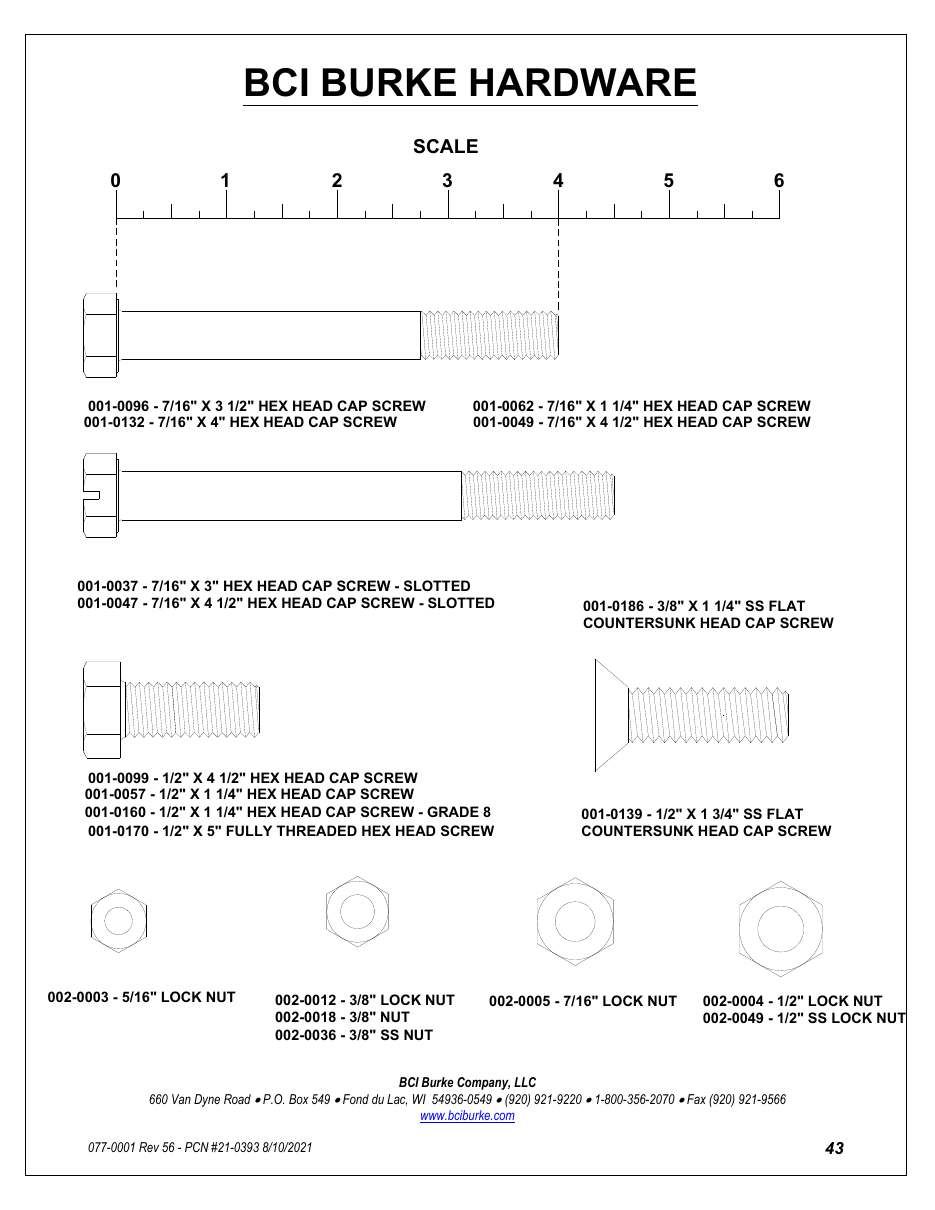 BCI BURKE HARDWARE
SCALE
0 1 2 3 4 5 6
001-0096 - 7/16" X 3 1/2" HEX HEAD CAP SCREW
001-0132 - 7/16" X 4" HEX HEAD CAP SCREW
001-0062 - 7/16" X 1 1/4" HEX HEAD CAP SCREW
001-0049 - 7/16" X 4 1/2" HEX HEAD CAP SCREW
001-0037 - 7/16" X 3" HEX HEAD CAP SCREW - SLOTTED
001-0047 - 7/16" X 4 1/2" HEX HEAD CAP SCREW - SLOTTED
001-0186 - 3/8" X 1 1/4" SS FLAT
COUNTERSUNK HEAD CAP SCREW
001-0099 - 1/2" X 4 1/2" HEX HEAD CAP SCREW
001-0057 - 1/2" X 1 1/4" HEX HEAD CAP SCREW
001-0160 - 1/2" X 1 1/4" HEX HEAD CAP SCREW - GRADE 8
001-0170 - 1/2" X 5" FULLY THREADED HEX HEAD SCREW
001-0139 - 1/2" X 1 3/4" SS FLAT
COUNTERSUNK HEAD CAP SCREW
002-0003 - 5/16" LOCK NUT
002-0012 - 3/8" LOCK NUT
002-0018 - 3/8" NUT
002-0036 - 3/8" SS NUT
002-0005 - 7/16" LOCK NUT
002-0004 - 1/2" LOCK NUT
002-0049 - 1/2" SS LOCK NUT
BCI Burke Company, LLC
660 Van Dyne Road • P.O. Box 549 • Fond du Lac, WI 54936-0549 • (920) 921-9220 • 1-800-356-2070 • Fax (920) 921-9566
www.bciburke.com
077-0001 Rev 56 - PCN #21-0393 8/10/2021
43